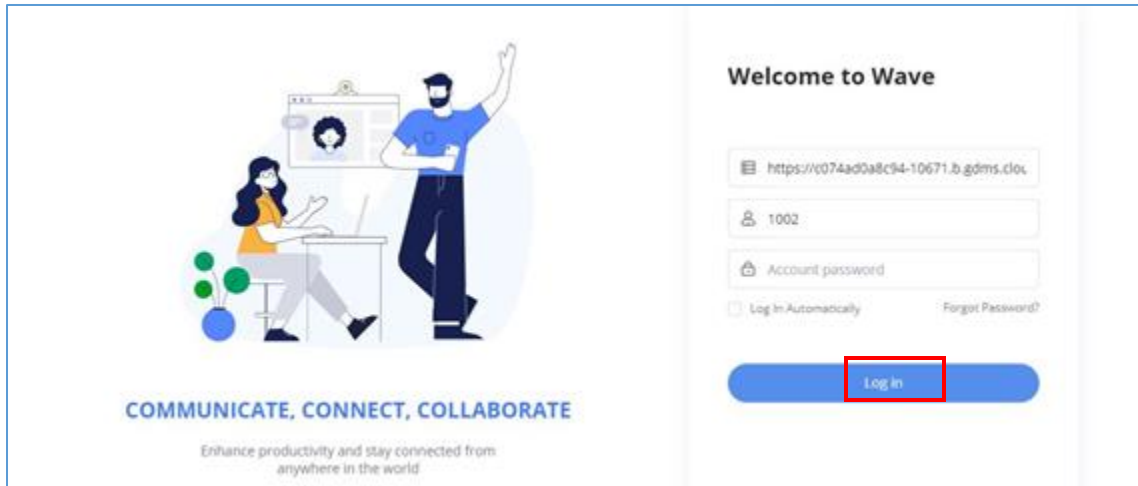 Welcome to Wave
https://c074ad0a8c94-10671.b.gdms.clou
1002
Account password
Log In Automatically
Forgot Password?
Log in
COMMUNICATE, CONNECT, COLLABORATE
Enhance productivity and stay connected from
anywhere in the world